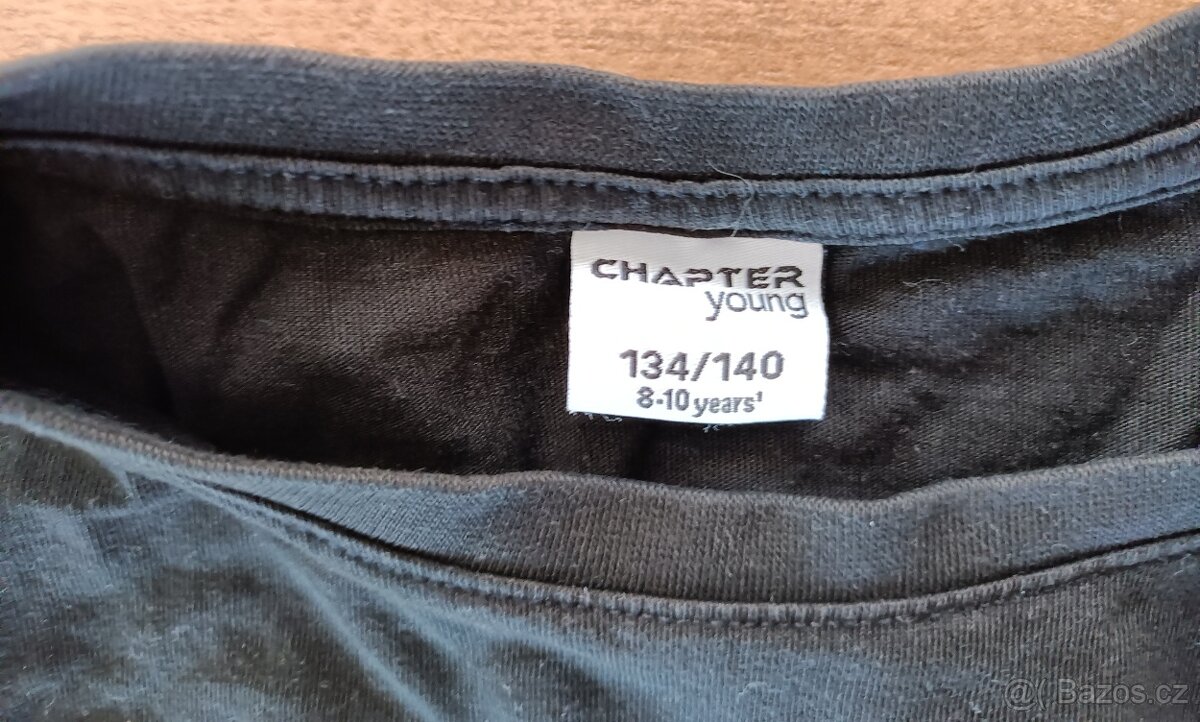 CHAPTER
young
134/140
8-10 years'
@( Bazos.cz